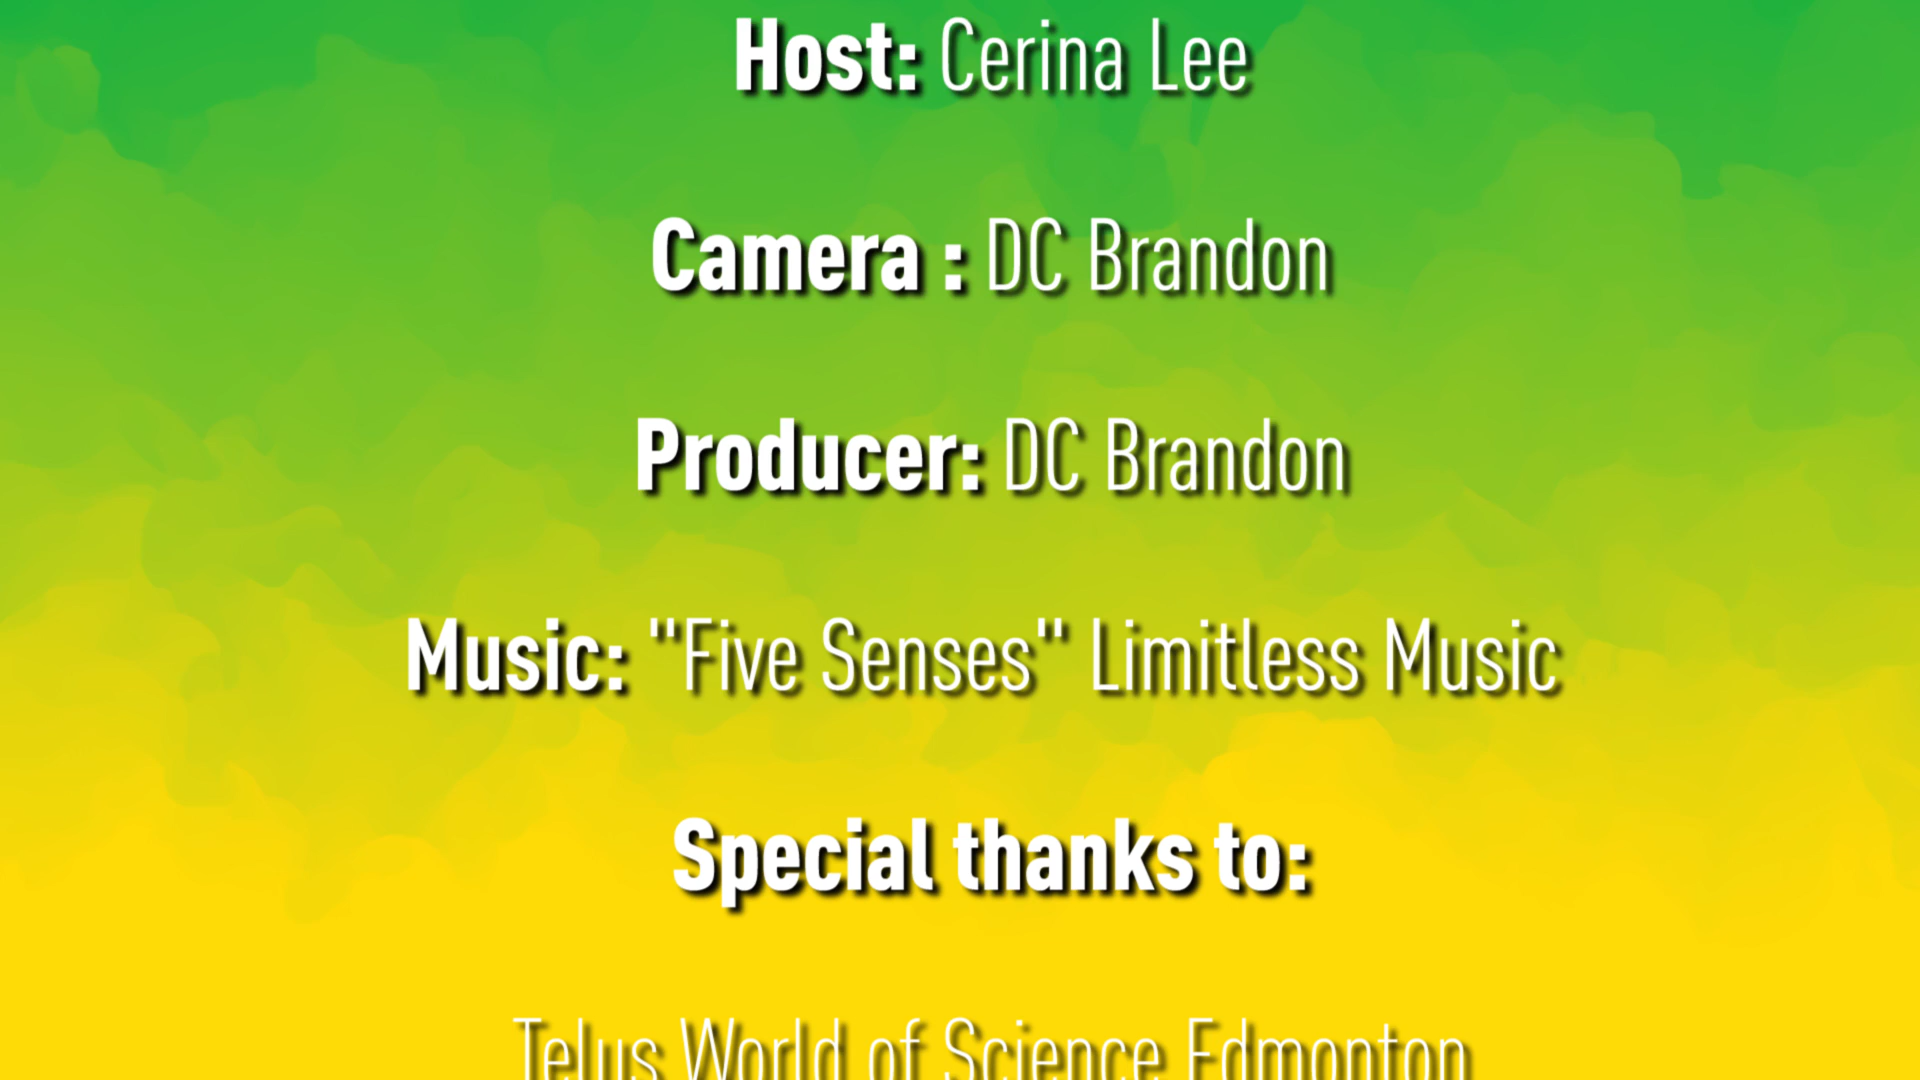 Host: Cerina Lee
Camera : DC Brandon
Producer: DC Brandon
Music: "Five Senses" Limitless Music
Special thanks to:
Telus World of Science Edmonton